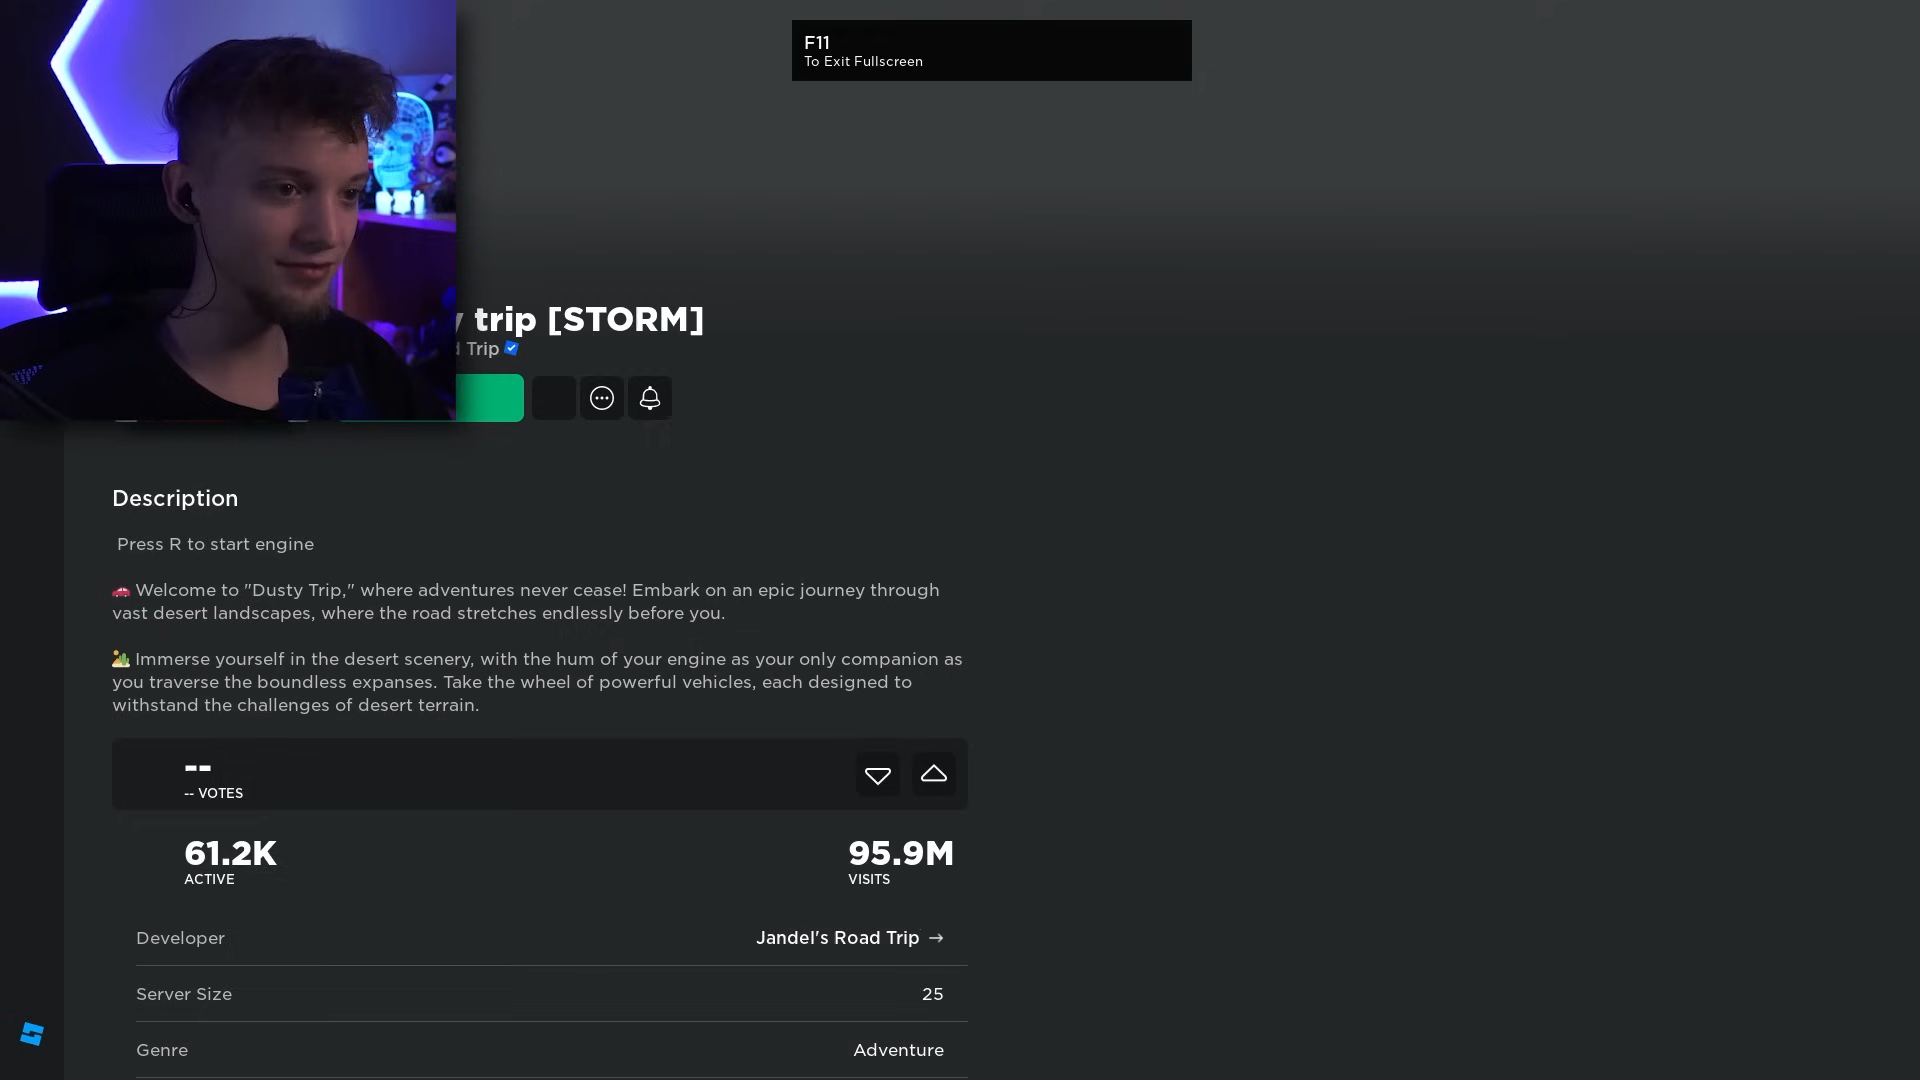 F11
To Exit Fullscreen
trip [STORM]
Trip
Description
Press R to start engine
🚗 Welcome to "Dusty Trip," where adventures never cease! Embark on an epic journey through
vast desert landscapes, where the road stretches endlessly before you.
🏜️ Immerse yourself in the desert scenery, with the hum of your engine as your only companion as
you traverse the boundless expanses. Take the wheel of powerful vehicles, each designed to
withstand the challenges of desert terrain.
--
-- VOTES
61.2K
ACTIVE
95.9M
VISITS
Developer
Jandel's Road Trip →
Server Size
25
Genre
Adventure